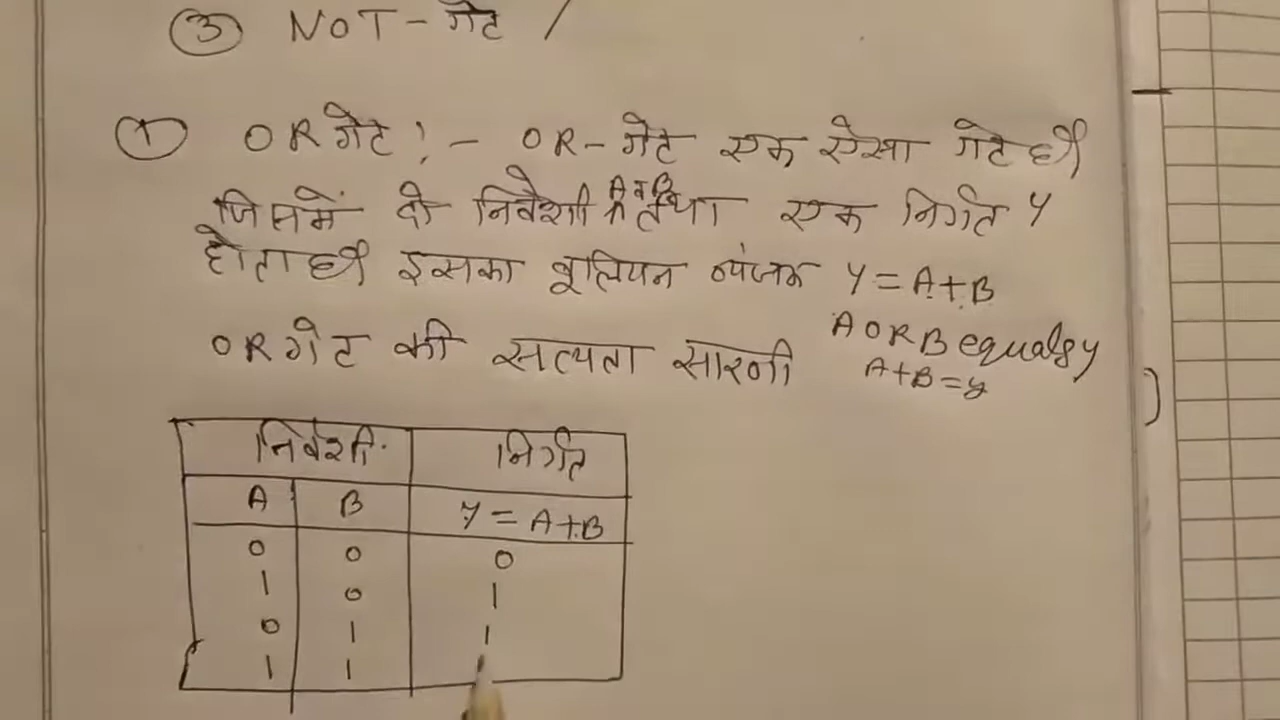 ③ NOT - गेट /
① OR गेट :- OR - गेट एक ऐसा गेट है
जिसमें दो निवेशी A व B तथा एक निर्गत y
होता है इसका बूलियन व्यंजक y = A+B
OR गेट की सत्यता सारणी A OR B equals y
A+B=y
निवेशी निर्गत
A B y = A+B
0 0 0
1 0 1
0 1 1
1 1